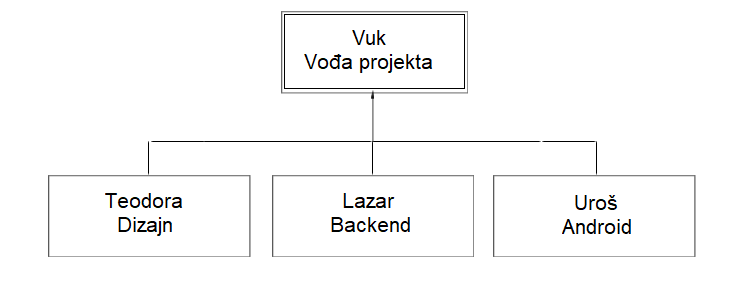 Vuk
Vođa projekta
Teodora
Dizajn
Lazar
Backend
Uroš
Android